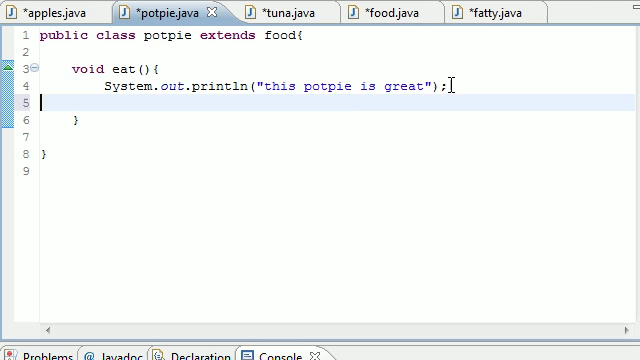 *apples.java *potpie.java *tuna.java *food.java *fatty.java
1 public class potpie extends food{
2
3 void eat(){
4 System.out.println("this potpie is great");
5
6 }
7
8 }
9
Problems @ Javadoc Declaration Console